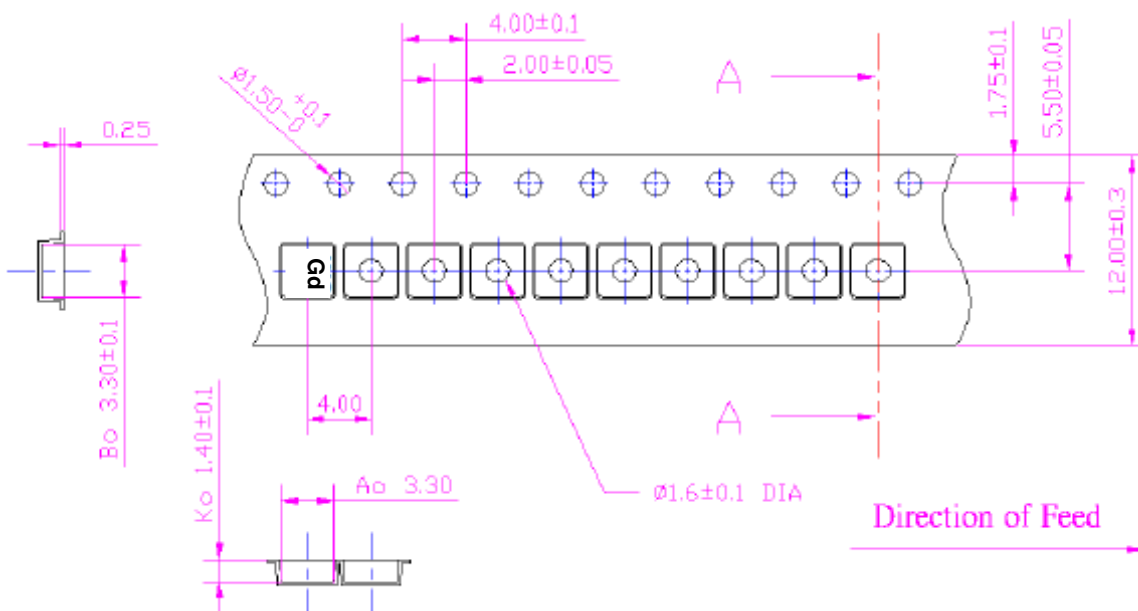 4.00±0.1
2.00±0.05
Ø1.50 +0.1 -0
0.25
A
1.75±0.1
5.50±0.05
12.00±0.3
Gd
Bo 3.30±0.1
4.00
A
Ko 1.40±0.1
Ao 3.30
Ø1.6±0.1 DIA
Direction of Feed